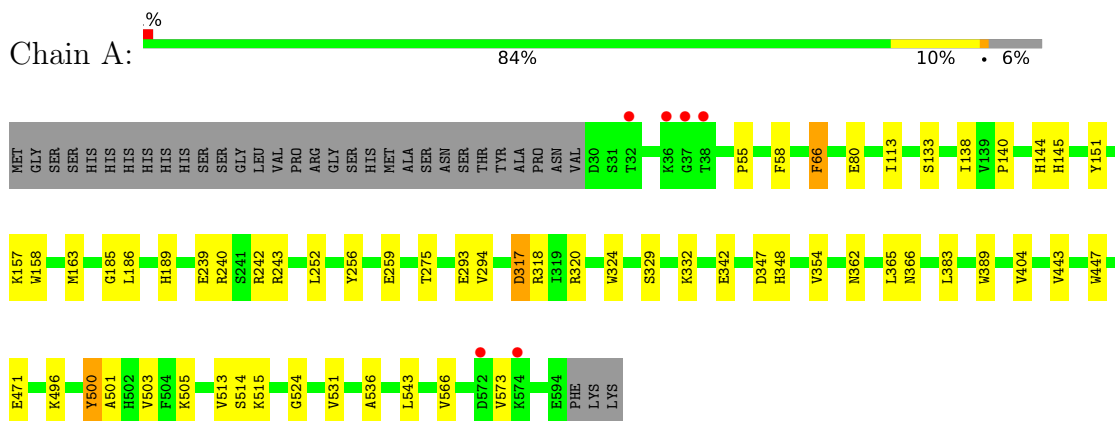 .%
Chain A:
84% 10% • 6%
MET GLY SER SER HIS HIS HIS HIS HIS HIS SER SER GLY LEU VAL PRO ARG GLY SER HIS MET ALA SER ASN SER THR TYR ALA PRO ASN VAL D30 S31 T32 K36 G37 T38 P55 F58 F66 E80 I113 S133 I138 V139 P140 H144 H145 Y151
K157 W158 M163 G185 L186 H189 E239 R240 S241 R242 R243 L252 Y256 E259 T275 E293 V294 D317 R318 I319 R320 W324 S329 K332 E342 D347 H348 V354 N362 L365 N366 L383 W389 V404 V443 W447
E471 K496 Y500 A501 H502 V503 F504 K505 V513 S514 K515 G524 V531 A536 L543 V566 D572 V573 K574 E594 PHE LYS LYS